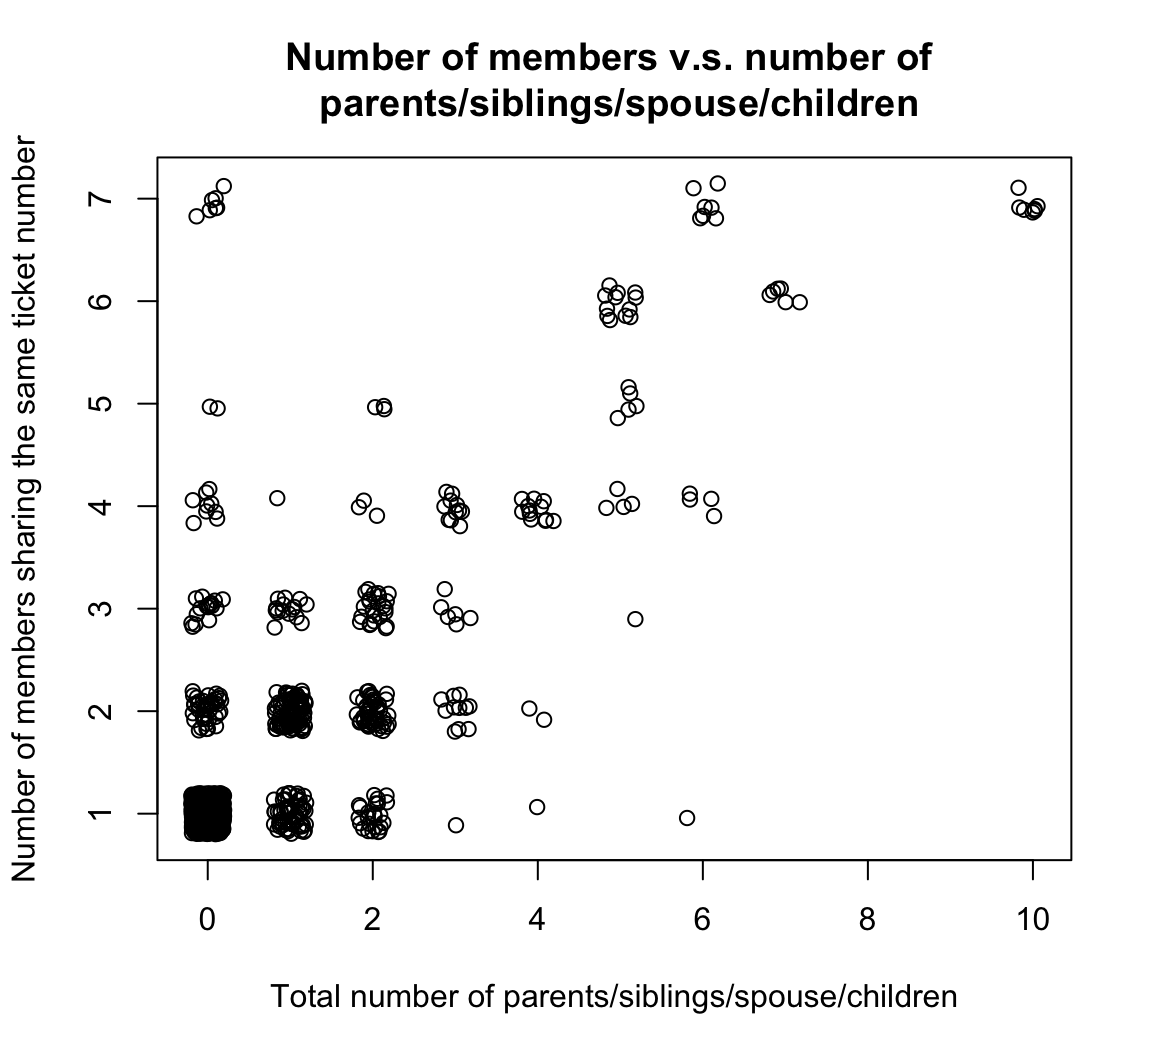 Number of members v.s. number of
parents/siblings/spouse/children
Number of members sharing the same ticket number
7
6
5
4
3
2
1
0 2 4 6 8 10
Total number of parents/siblings/spouse/children